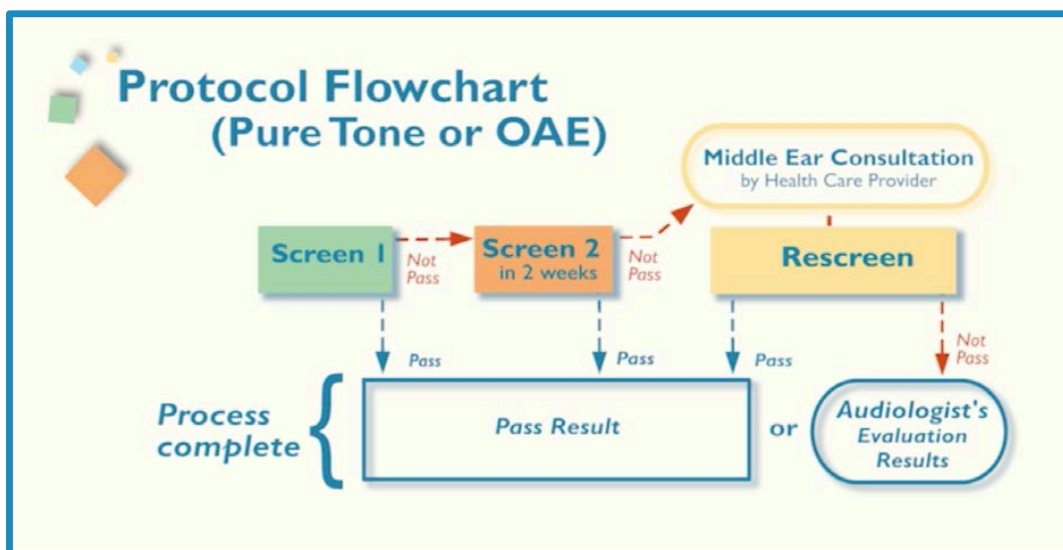 Protocol Flowchart
(Pure Tone or OAE)
Middle Ear Consultation
by Health Care Provider
Screen 1
Not
Pass
Screen 2
in 2 weeks
Not
Pass
Rescreen
Pass
Pass
Pass
Not
Pass
Process
complete
Pass Result
or
Audiologist's
Evaluation
Results